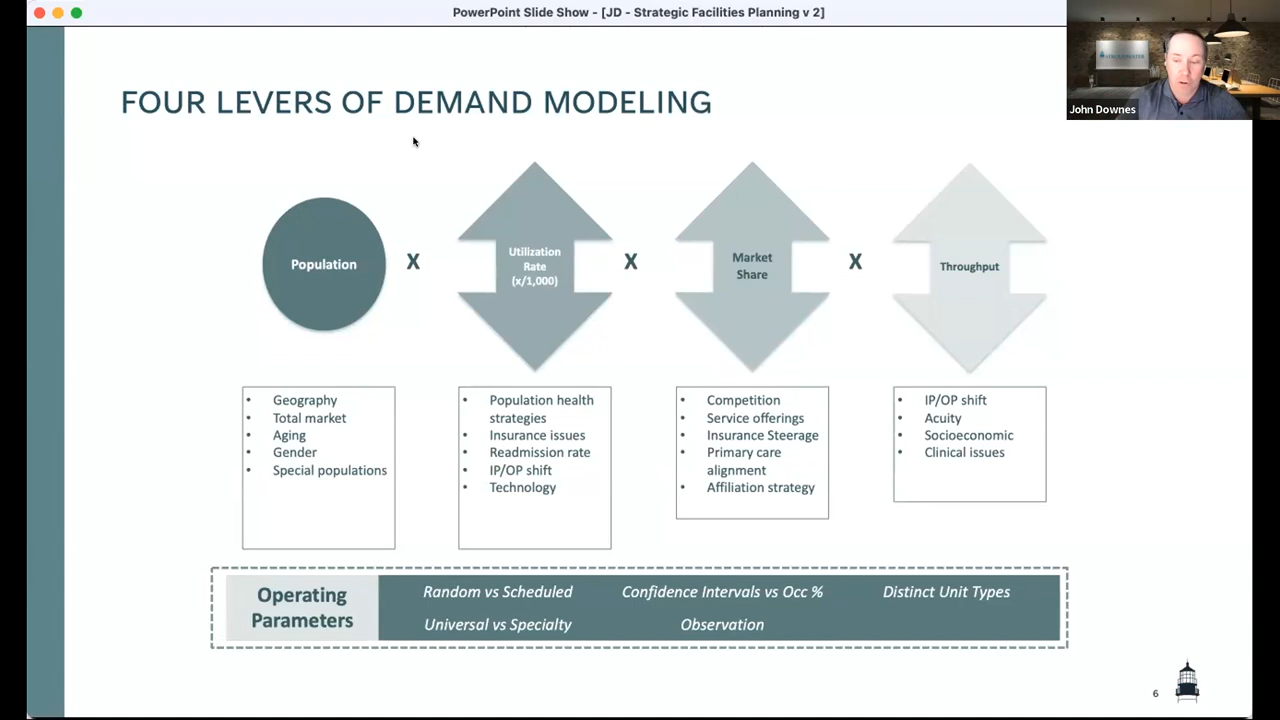 PowerPoint Slide Show - [JD - Strategic Facilities Planning v 2]
John Downes
FOUR LEVERS OF DEMAND MODELING
Population
X
Utilization
Rate
(x/1,000)
X
Market
Share
X
Throughput
• Geography
• Total market
• Aging
• Gender
• Special populations
• Population health
strategies
• Insurance issues
• Readmission rate
• IP/OP shift
• Technology
• Competition
• Service offerings
• Insurance Steerage
• Primary care
alignment
• Affiliation strategy
• IP/OP shift
• Acuity
• Socioeconomic
• Clinical issues
Operating
Parameters
Random vs Scheduled
Confidence Intervals vs Occ %
Distinct Unit Types
Universal vs Specialty
Observation
6